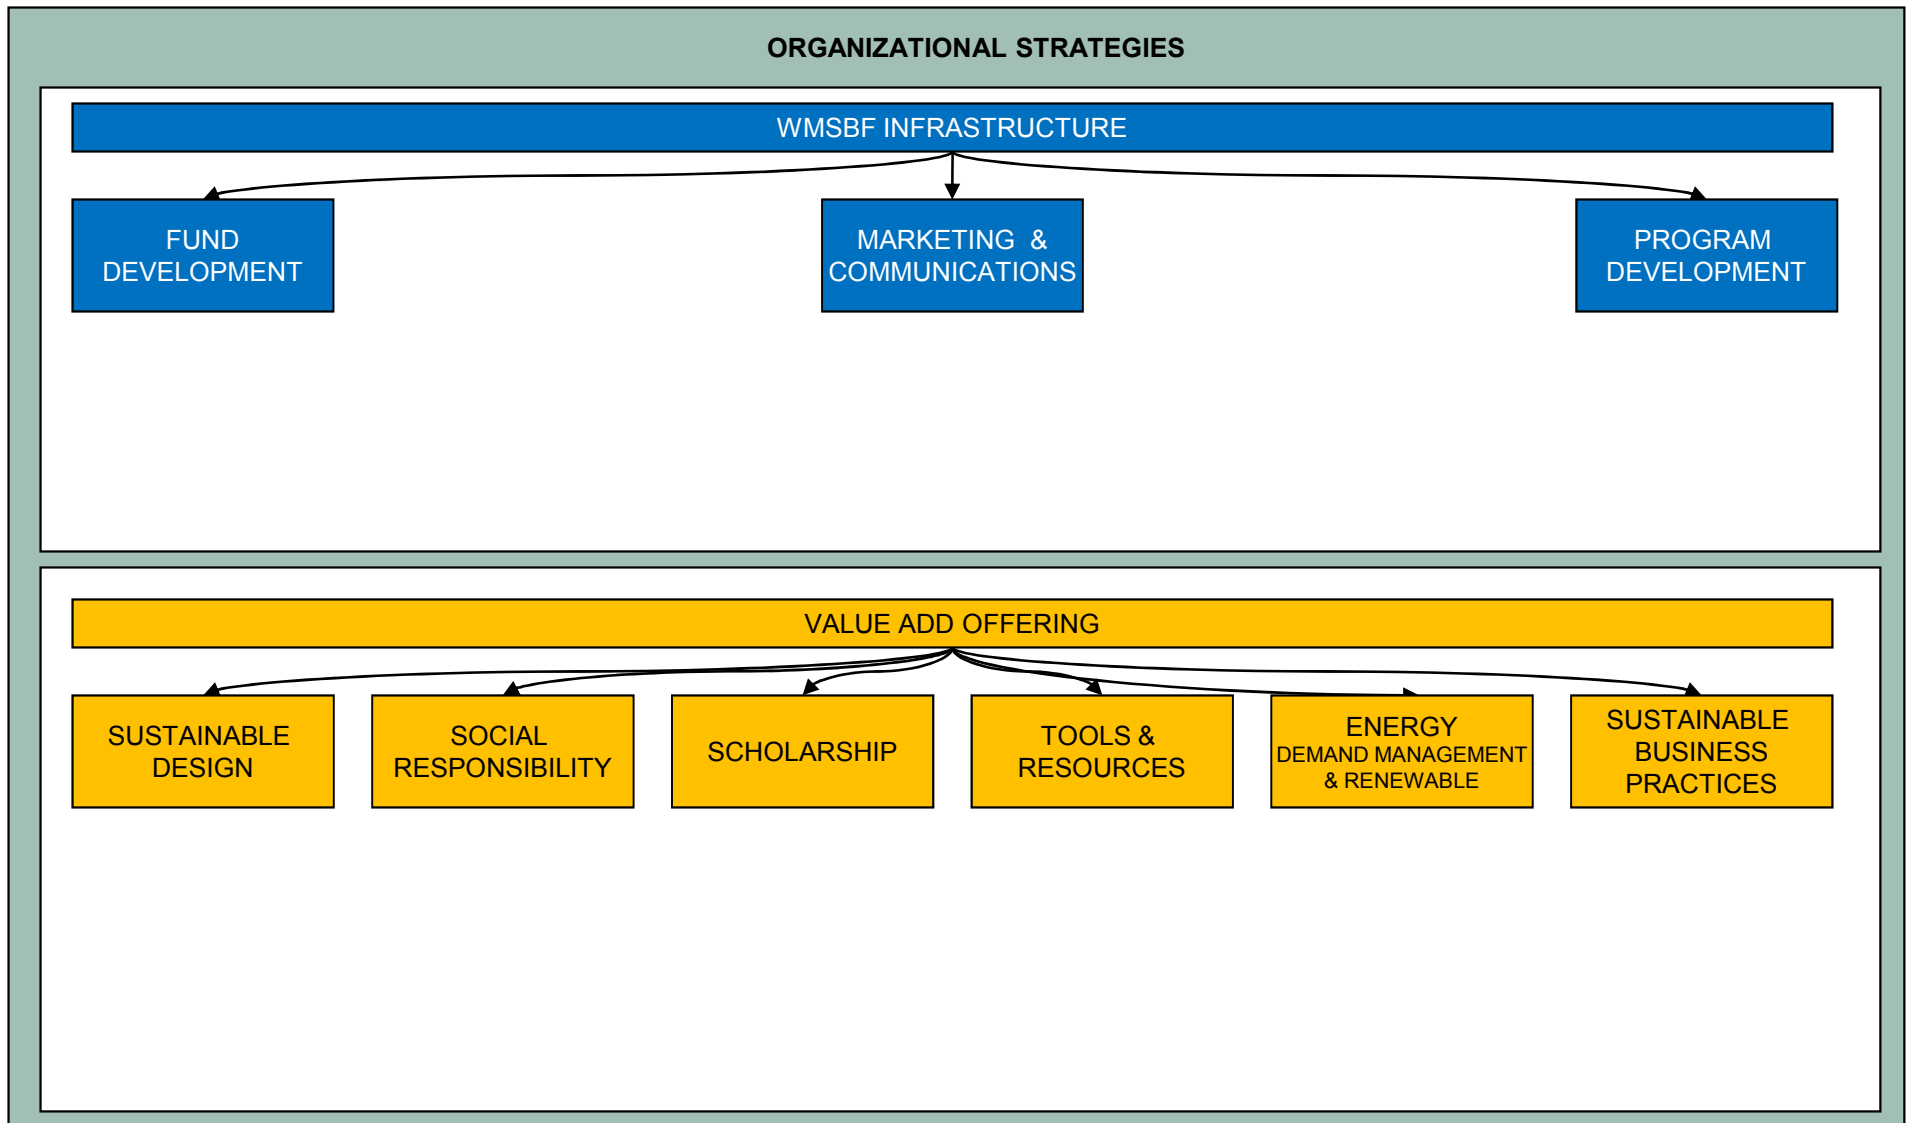 ORGANIZATIONAL STRATEGIES
WMSBF INFRASTRUCTURE
FUND
DEVELOPMENT
MARKETING &
COMMUNICATIONS
PROGRAM
DEVELOPMENT
VALUE ADD OFFERING
SUSTAINABLE
DESIGN
SOCIAL
RESPONSIBILITY
SCHOLARSHIP
TOOLS &
RESOURCES
ENERGY
DEMAND MANAGEMENT
& RENEWABLE
SUSTAINABLE
BUSINESS
PRACTICES